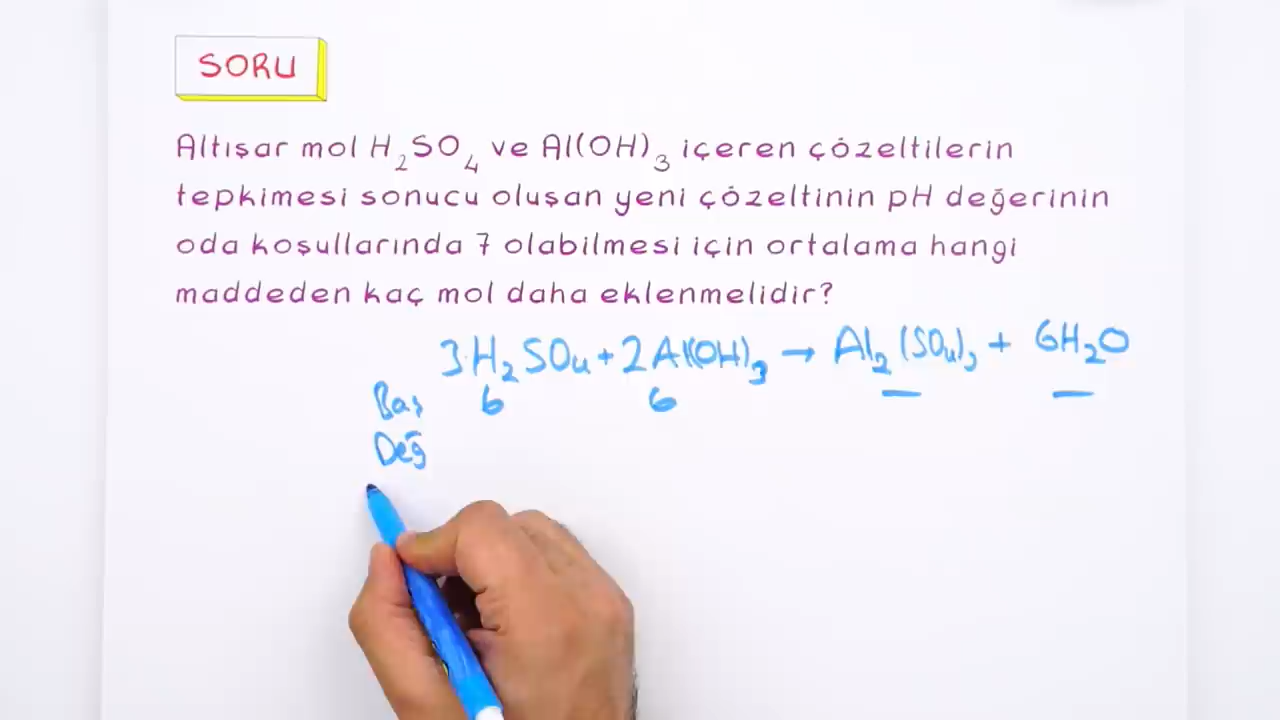 SORU
Altışar mol H₂SO₄ ve Al(OH)₃ içeren çözeltilerin
tepkimesi sonucu oluşan yeni çözeltinin pH değerinin
oda koşullarında 7 olabilmesi için ortalama hangi
maddeden kaç mol daha eklenmelidir?
3·H₂SO₄ + 2Al(OH)₃ → Al₂(SO₄)₃ + 6H₂O
Baş 6 6 — —
Değ